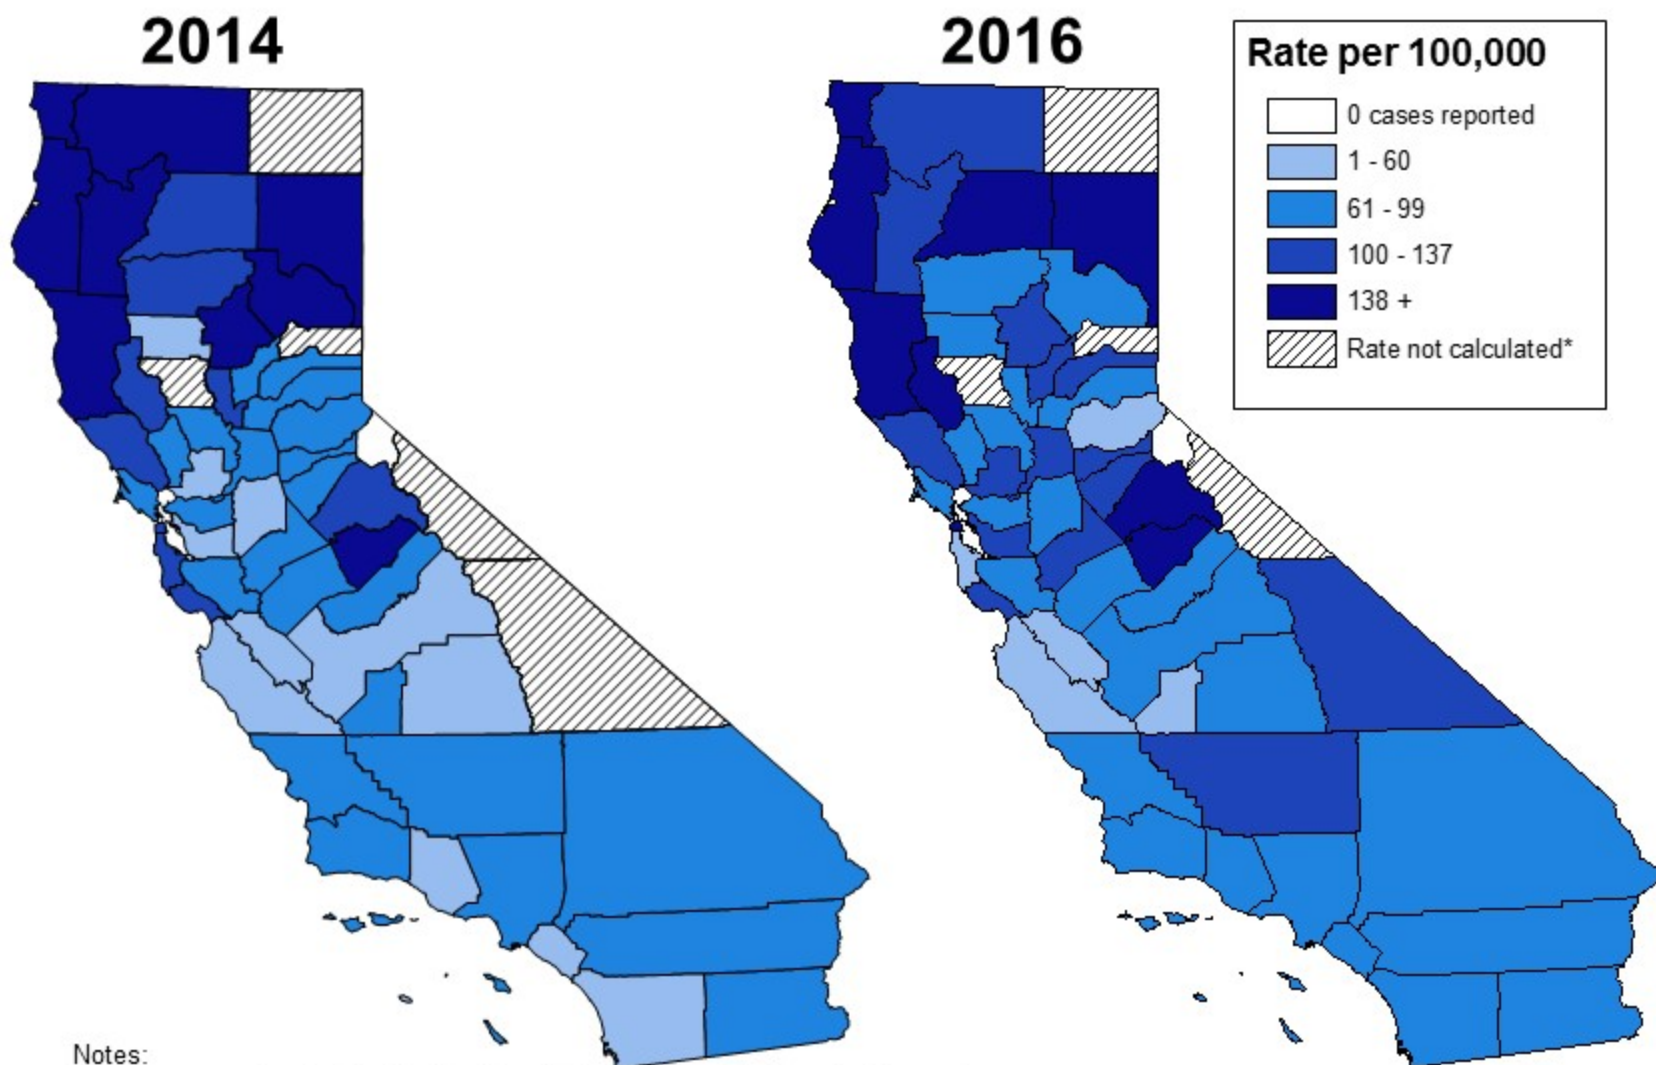 2014
2016
Rate per 100,000
0 cases reported
1 - 60
61 - 99
100 - 137
138 +
Rate not calculated*
Notes: